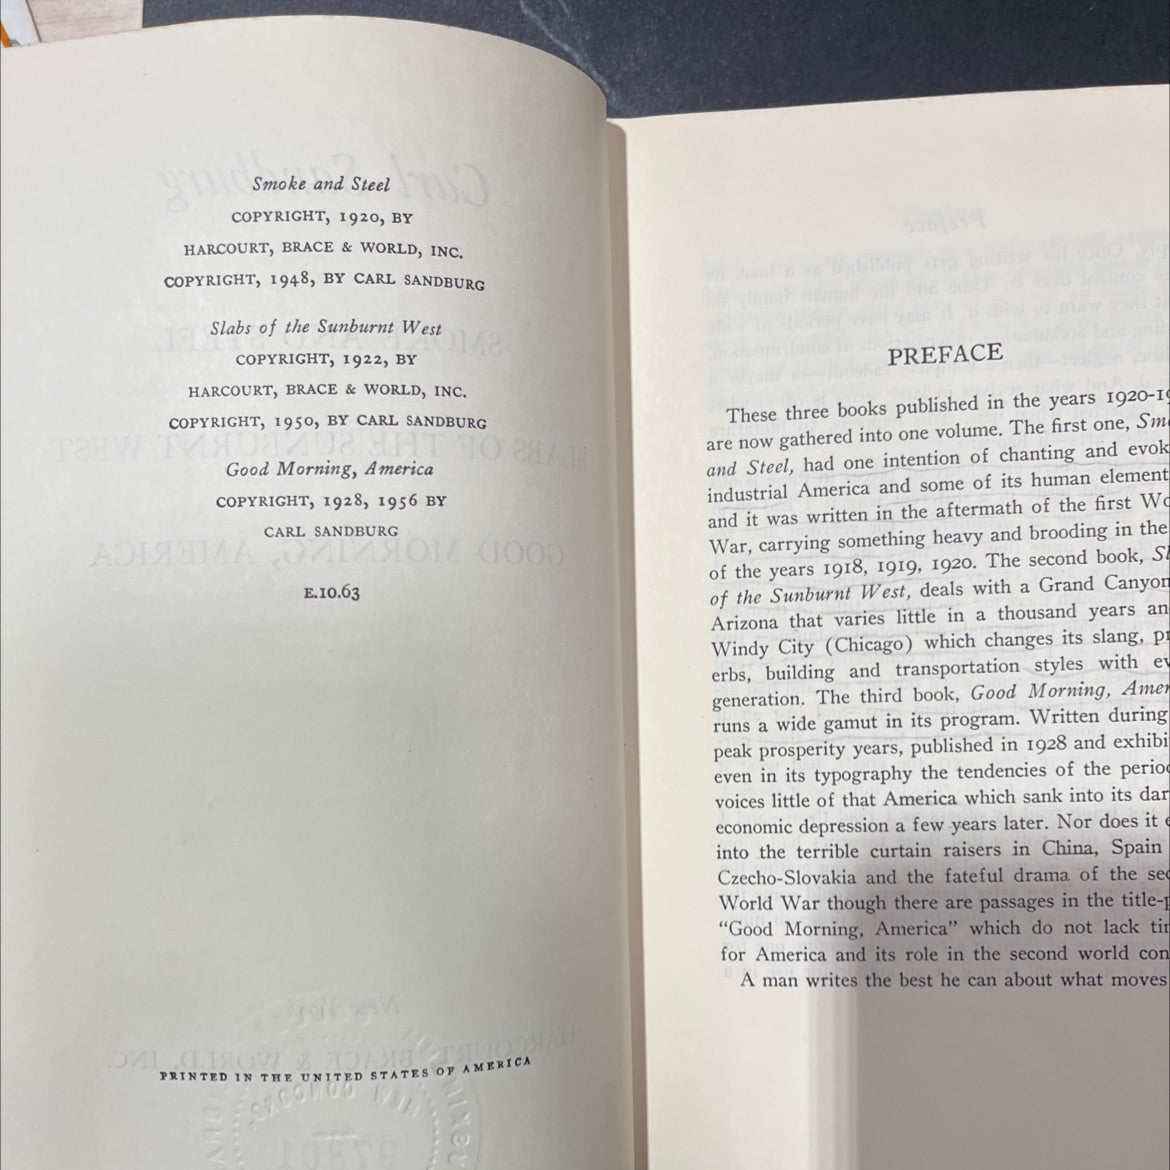 Smoke and Steel
COPYRIGHT, 1920, BY
HARCOURT, BRACE & WORLD, INC.
COPYRIGHT, 1948, BY CARL SANDBURG
Slabs of the Sunburnt West
COPYRIGHT, 1922, BY
HARCOURT, BRACE & WORLD, INC.
COPYRIGHT, 1950, BY CARL SANDBURG
Good Morning, America
COPYRIGHT, 1928, 1956 BY
CARL SANDBURG
E.10.63
PRINTED IN THE UNITED STATES OF AMERICA
PREFACE
These three books published in the years 1920-19
are now gathered into one volume. The first one, Smo
and Steel, had one intention of chanting and evok
industrial America and some of its human element
and it was written in the aftermath of the first Wo
War, carrying something heavy and brooding in the
of the years 1918, 1919, 1920. The second book, Sl
of the Sunburnt West, deals with a Grand Canyon
Arizona that varies little in a thousand years an
Windy City (Chicago) which changes its slang, pr
erbs, building and transportation styles with ev
generation. The third book, Good Morning, Amer
runs a wide gamut in its program. Written during
peak prosperity years, published in 1928 and exhibi
even in its typography the tendencies of the perio
voices little of that America which sank into its dar
economic depression a few years later. Nor does it e
into the terrible curtain raisers in China, Spain
Czecho-Slovakia and the fateful drama of the sec
World War though there are passages in the title-p
“Good Morning, America” which do not lack tim
for America and its role in the second world con
A man writes the best he can about what moves